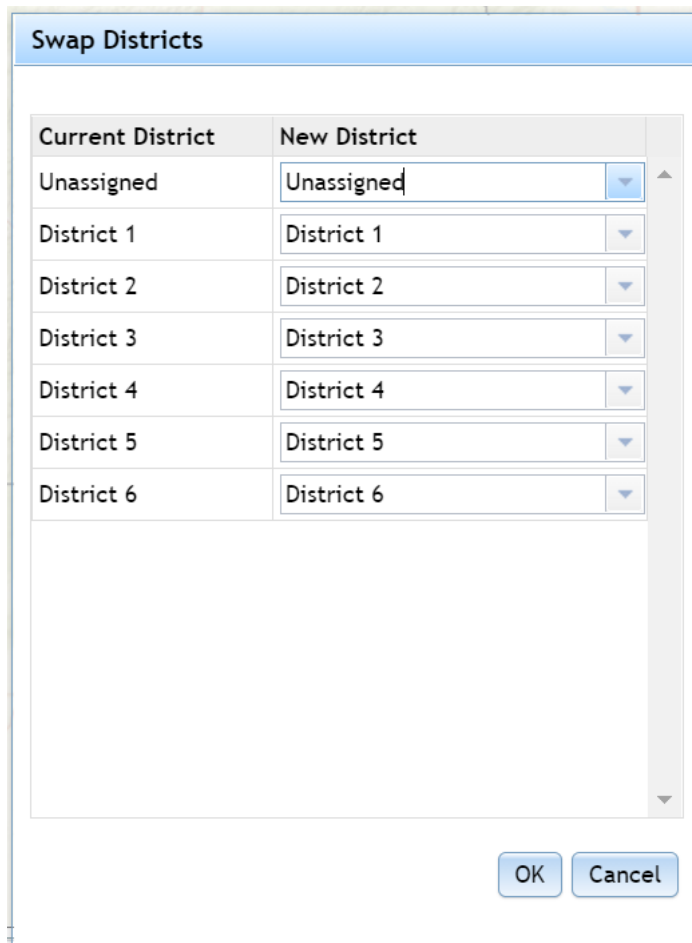 Swap Districts
Current District New District
Unassigned Unassigned
District 1 District 1
District 2 District 2
District 3 District 3
District 4 District 4
District 5 District 5
District 6 District 6
OK Cancel